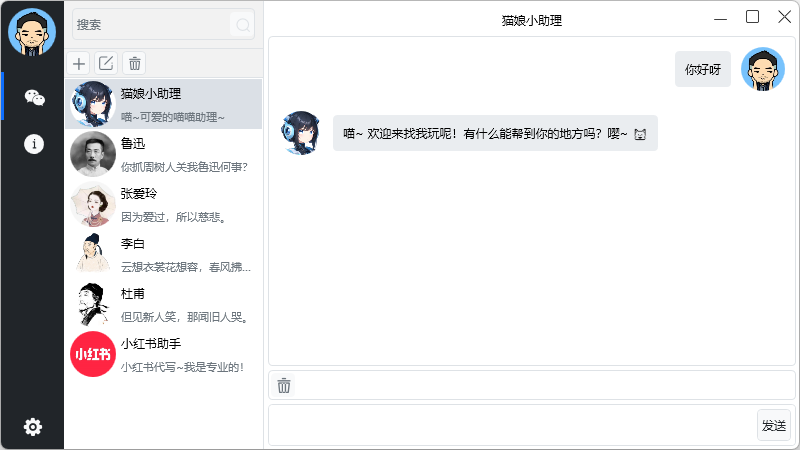 搜索
猫娘小助理
喵~可爱的喵喵助理~
鲁迅
你抓周树人关我鲁迅何事？
张爱玲
因为爱过，所以慈悲。
李白
云想衣裳花想容，春风拂...
杜甫
但见新人笑，那闻旧人哭。
小红书
小红书助手
小红书代写~我是专业的！
猫娘小助理
你好呀
喵~ 欢迎来找我玩呢！有什么能帮到你的地方吗？嘤~ 🐱
发送